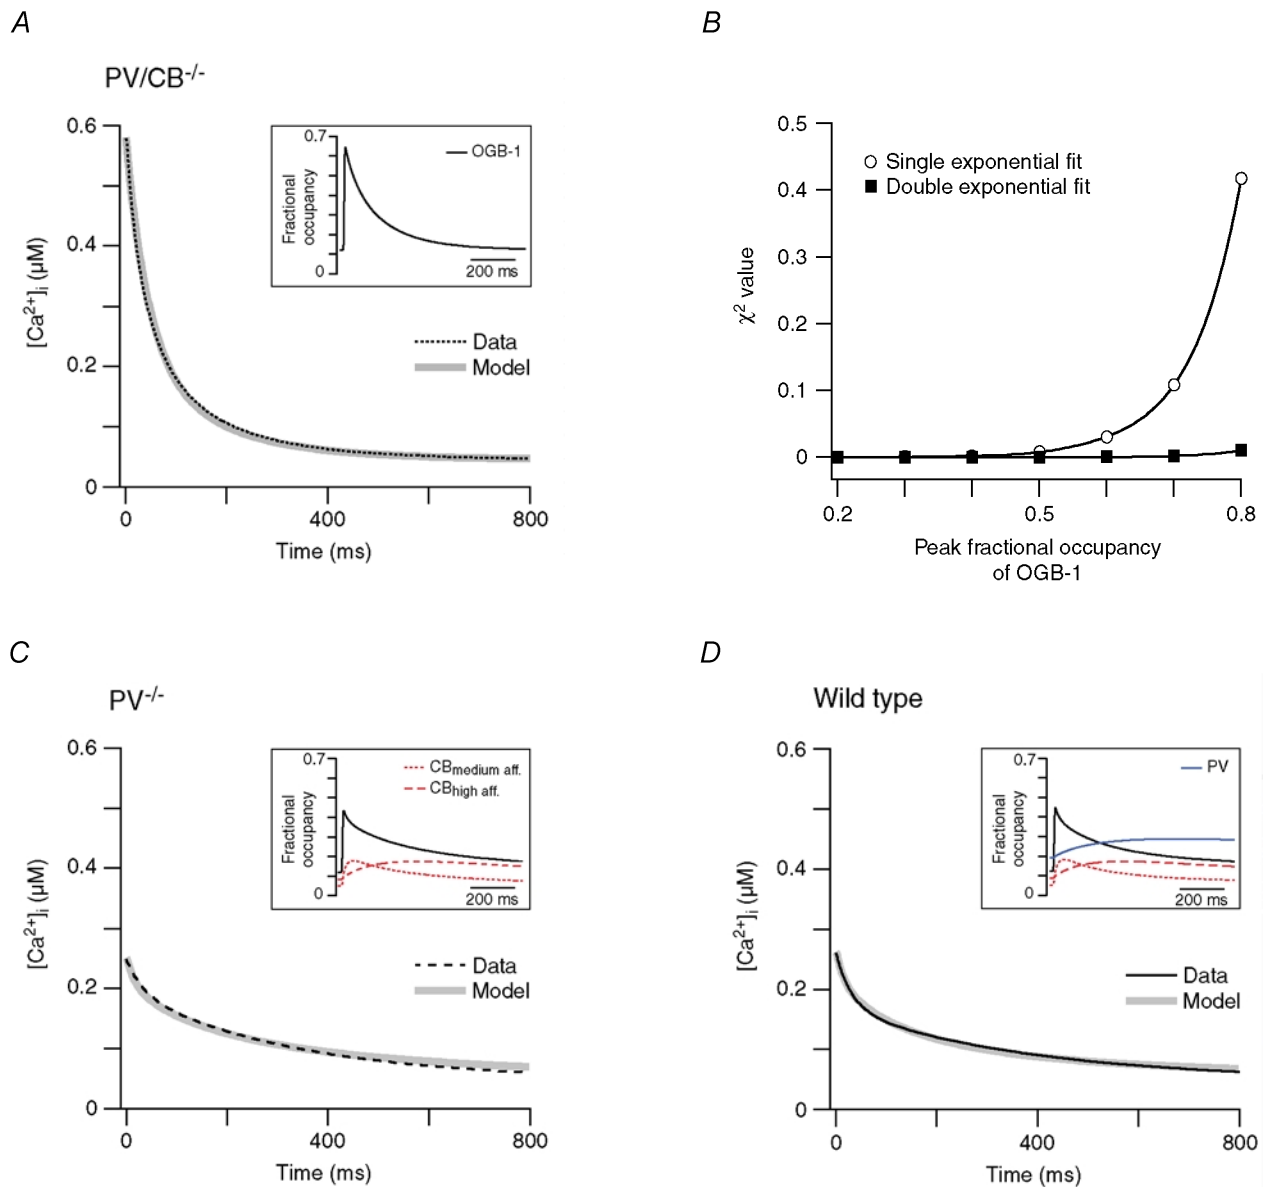 A
PV/CB-/-
0.6
0.4
0.2
0
[Ca2+]i (µM)
0
400
800
Time (ms)
0.7
0
Fractional
occupancy
OGB-1
200 ms
Data
Model
B
0.5
0.4
0.3
0.2
0.1
0
χ2 value
Single exponential fit
Double exponential fit
0.2
0.5
0.8
Peak fractional occupancy
of OGB-1
C
PV-/-
0.6
0.4
0.2
0
[Ca2+]i (µM)
0
400
800
Time (ms)
0.7
0
Fractional
occupancy
CBmedium aff.
CBhigh aff.
200 ms
Data
Model
D
Wild type
0.6
0.4
0.2
0
[Ca2+]i (µM)
0
400
800
Time (ms)
0.7
0
Fractional
occupancy
PV
200 ms
Data
Model